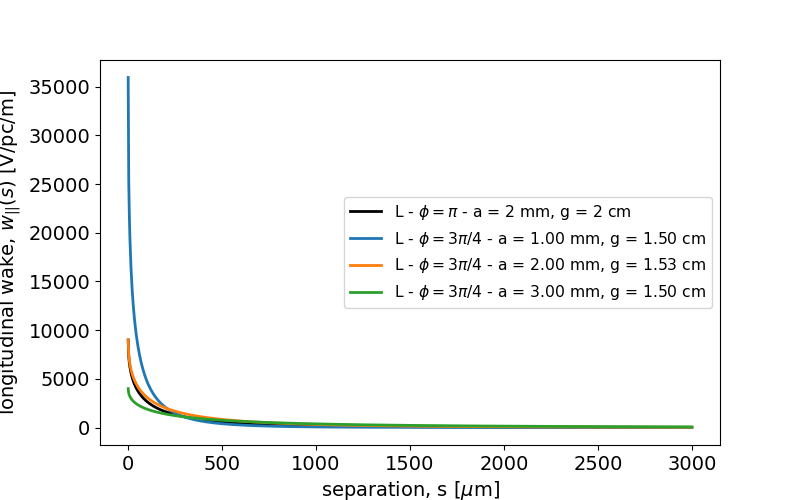 35000
30000
25000
20000
15000
10000
5000
0
longitudinal wake, w||(s) [V/pc/m]
L - ϕ = π - a = 2 mm, g = 2 cm
L - ϕ = 3π/4 - a = 1.00 mm, g = 1.50 cm
L - ϕ = 3π/4 - a = 2.00 mm, g = 1.53 cm
L - ϕ = 3π/4 - a = 3.00 mm, g = 1.50 cm
0 500 1000 1500 2000 2500 3000
separation, s [μm]